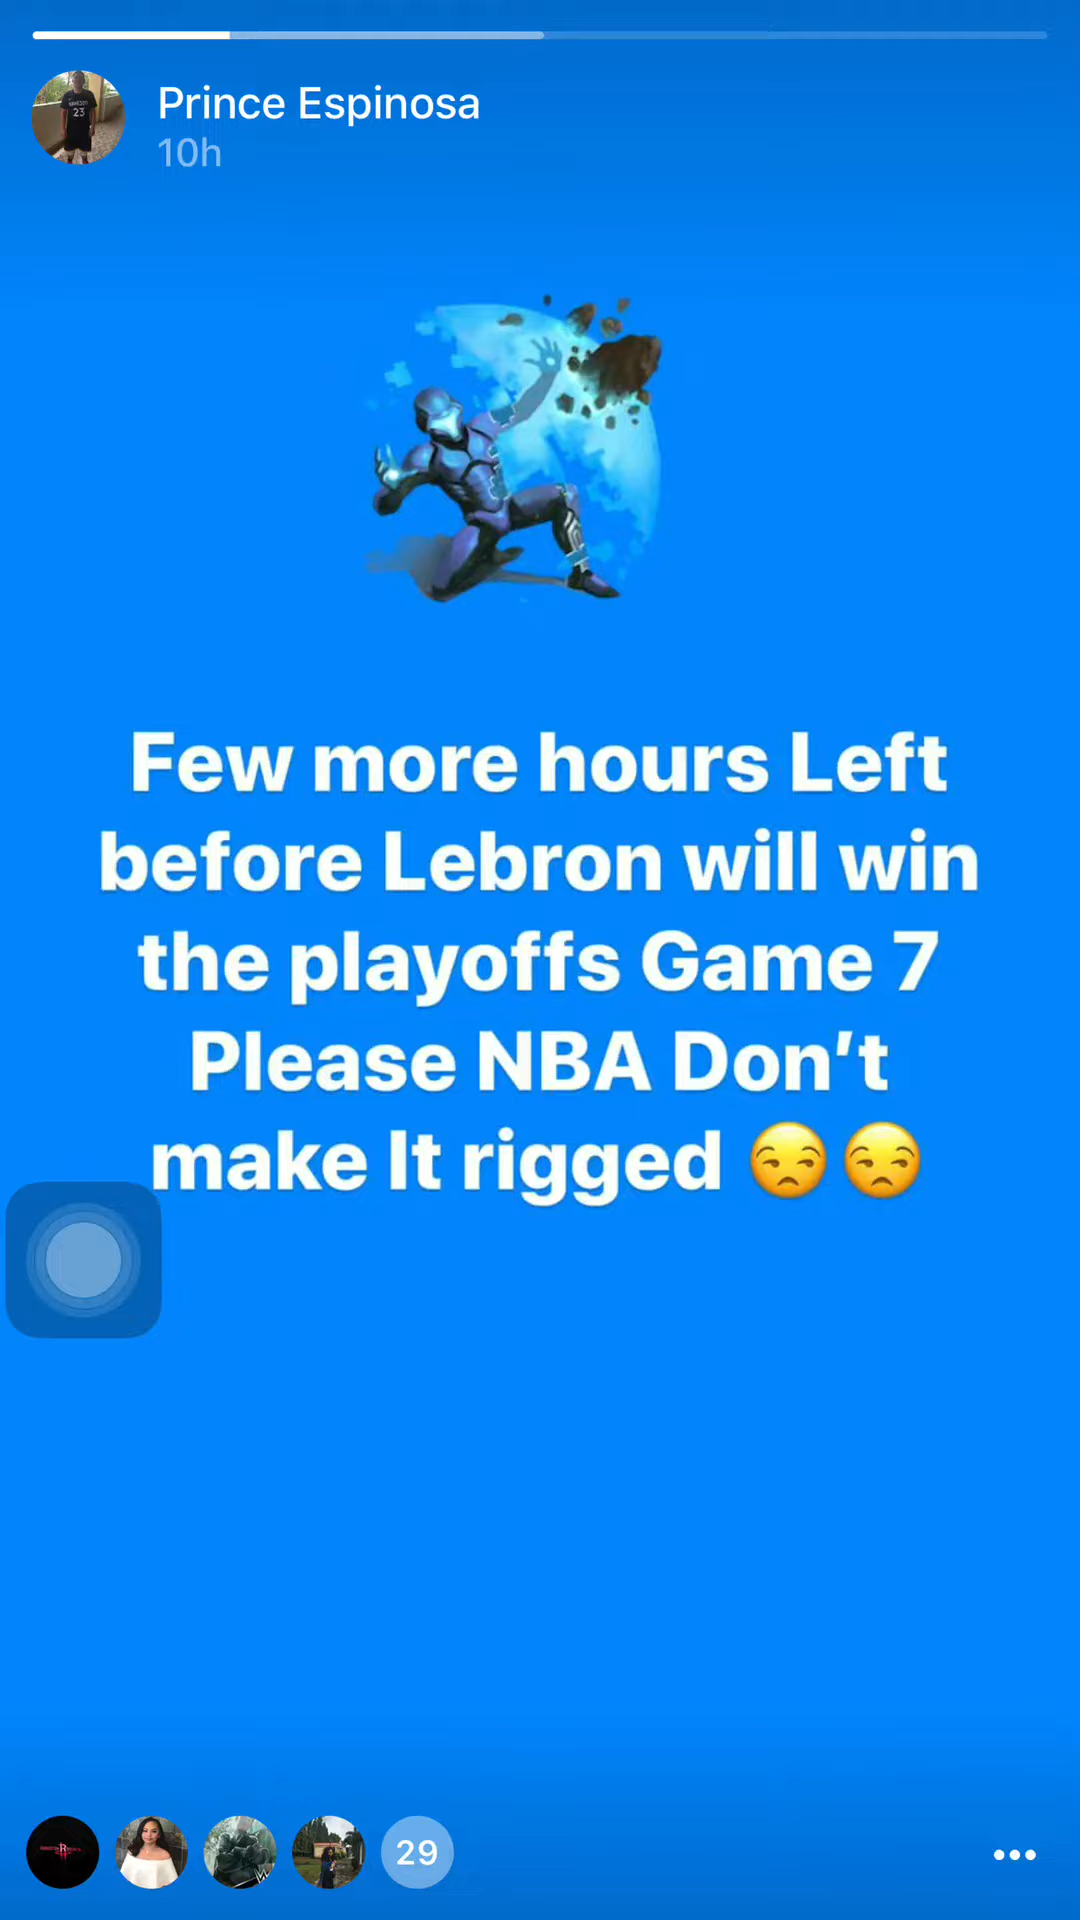 Prince Espinosa
10h
Few more hours Left
before Lebron will win
the playoffs Game 7
Please NBA Don’t
make It rigged 😒😒
29